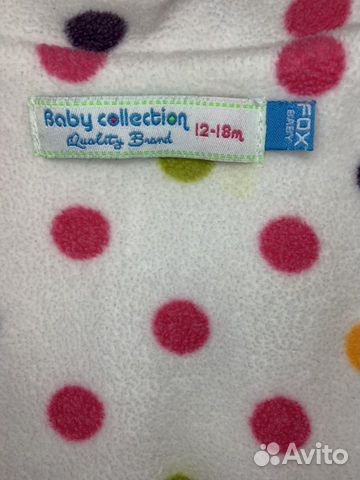 Baby collection
Quality Brand
12-18m
FOX
BABY
Avito